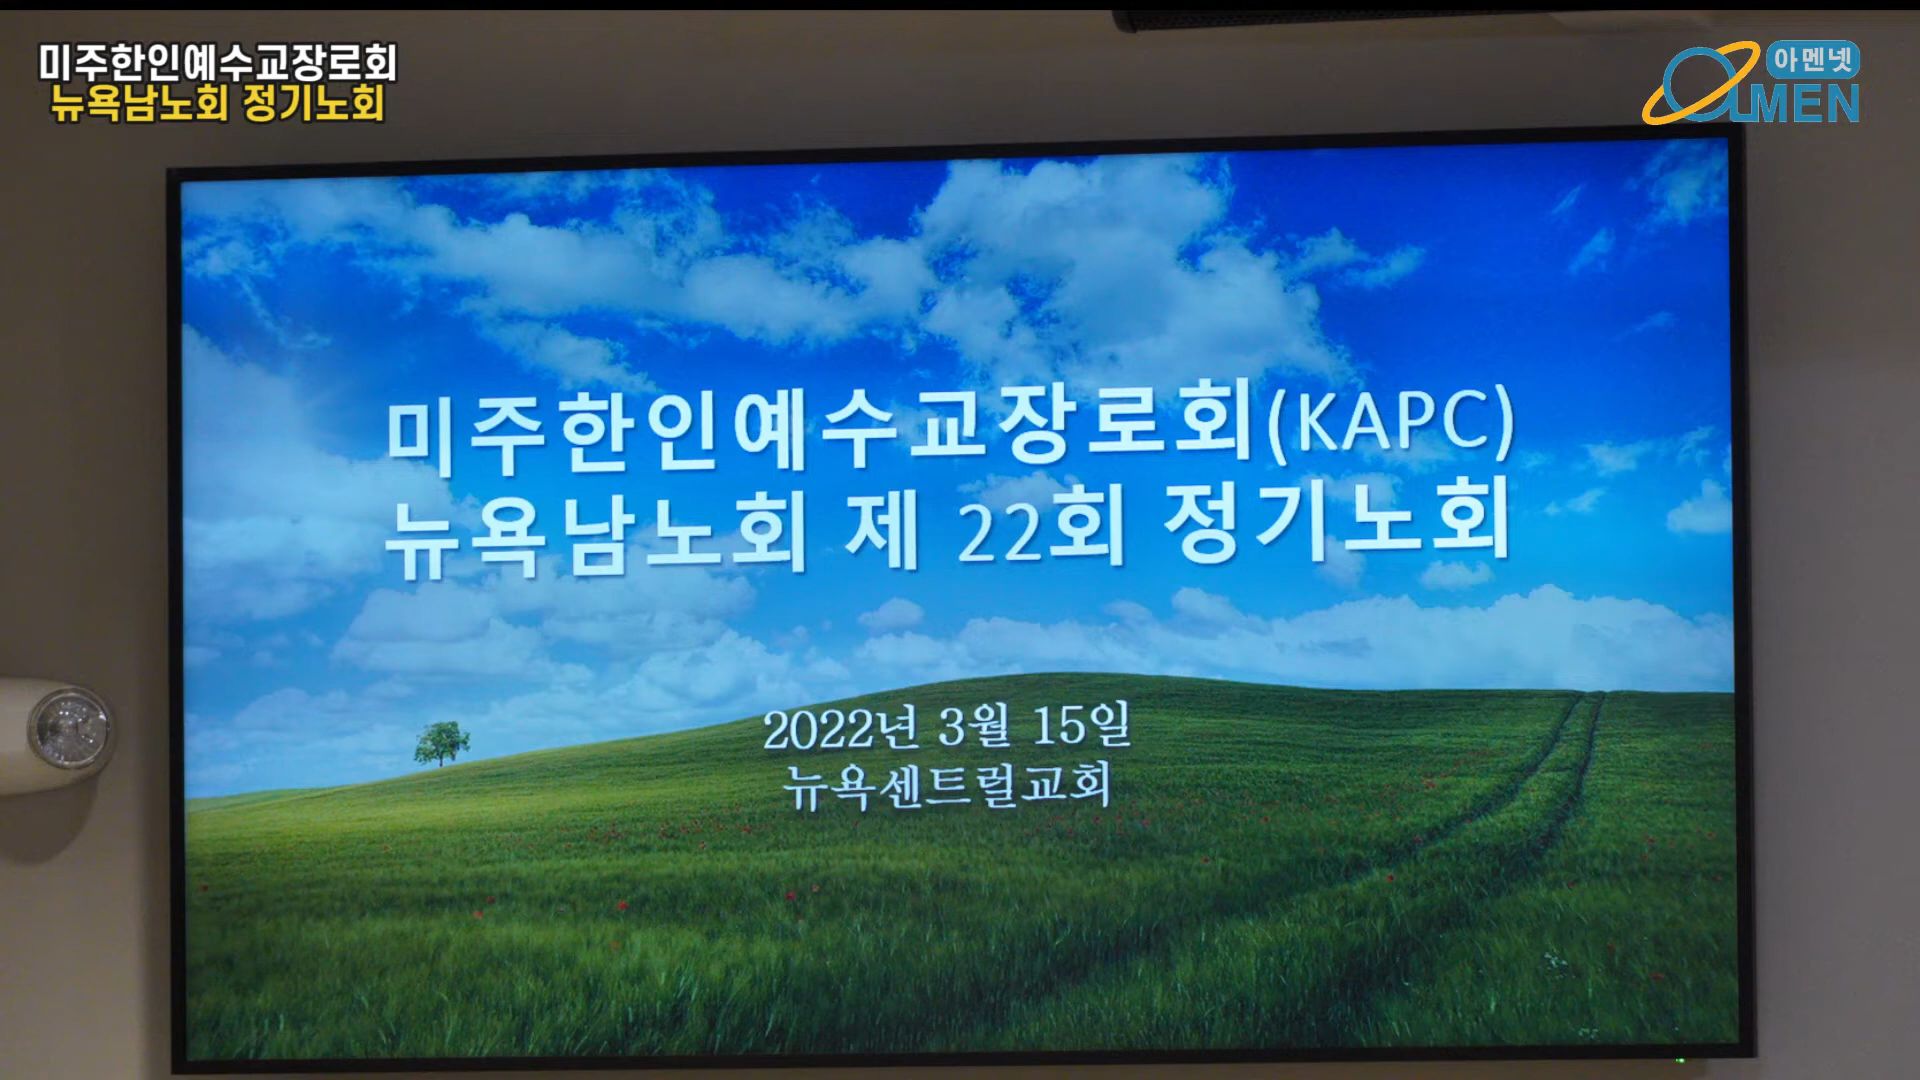 미주한인예수교장로회
뉴욕남노회 정기노회
아멘넷
AMEN
미주한인예수교장로회(KAPC)
뉴욕남노회 제 22회 정기노회
2022년 3월 15일
뉴욕센트럴교회